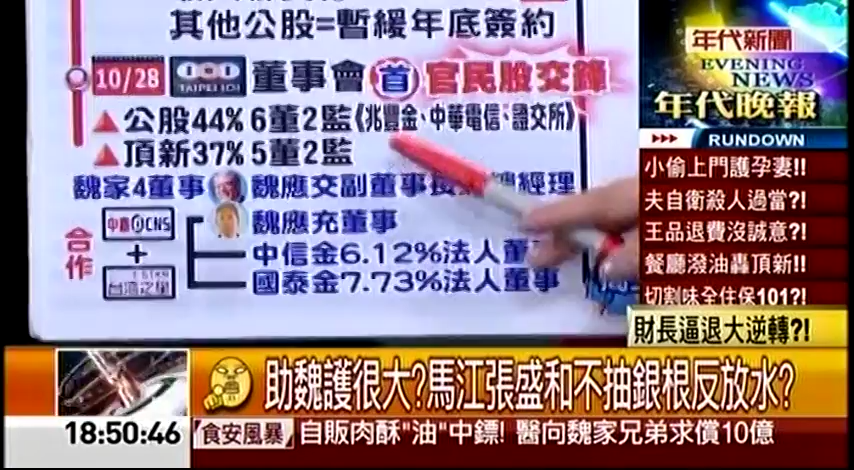 其他公股=暫緩年底簽約
10/28 TAIPEI 101 董事會 首 官民股交鋒
▲公股44% 6董2監《兆豐金、中華電信、證交所》
▲頂新37% 5董2監
魏家4董事 魏應交副董事長 總經理
魏應充董事
合作
中嘉 CNS
+
台灣之星
中信金6.12%法人董
國泰金7.73%法人董事
年代新聞
EVENING NEWS
年代晚報
RUNDOWN
小偷上門護孕妻!!
夫自衛殺人過當?!
王品退費沒誠意?!
餐廳潑油轟頂新!!
切割味全住保101?!
財長逼退大逆轉?!
助魏護很大?馬江張盛和不抽銀根反放水?
18:50:46 食安風暴 自販肉酥"油"中鏢! 醫向魏家兄弟求償10億